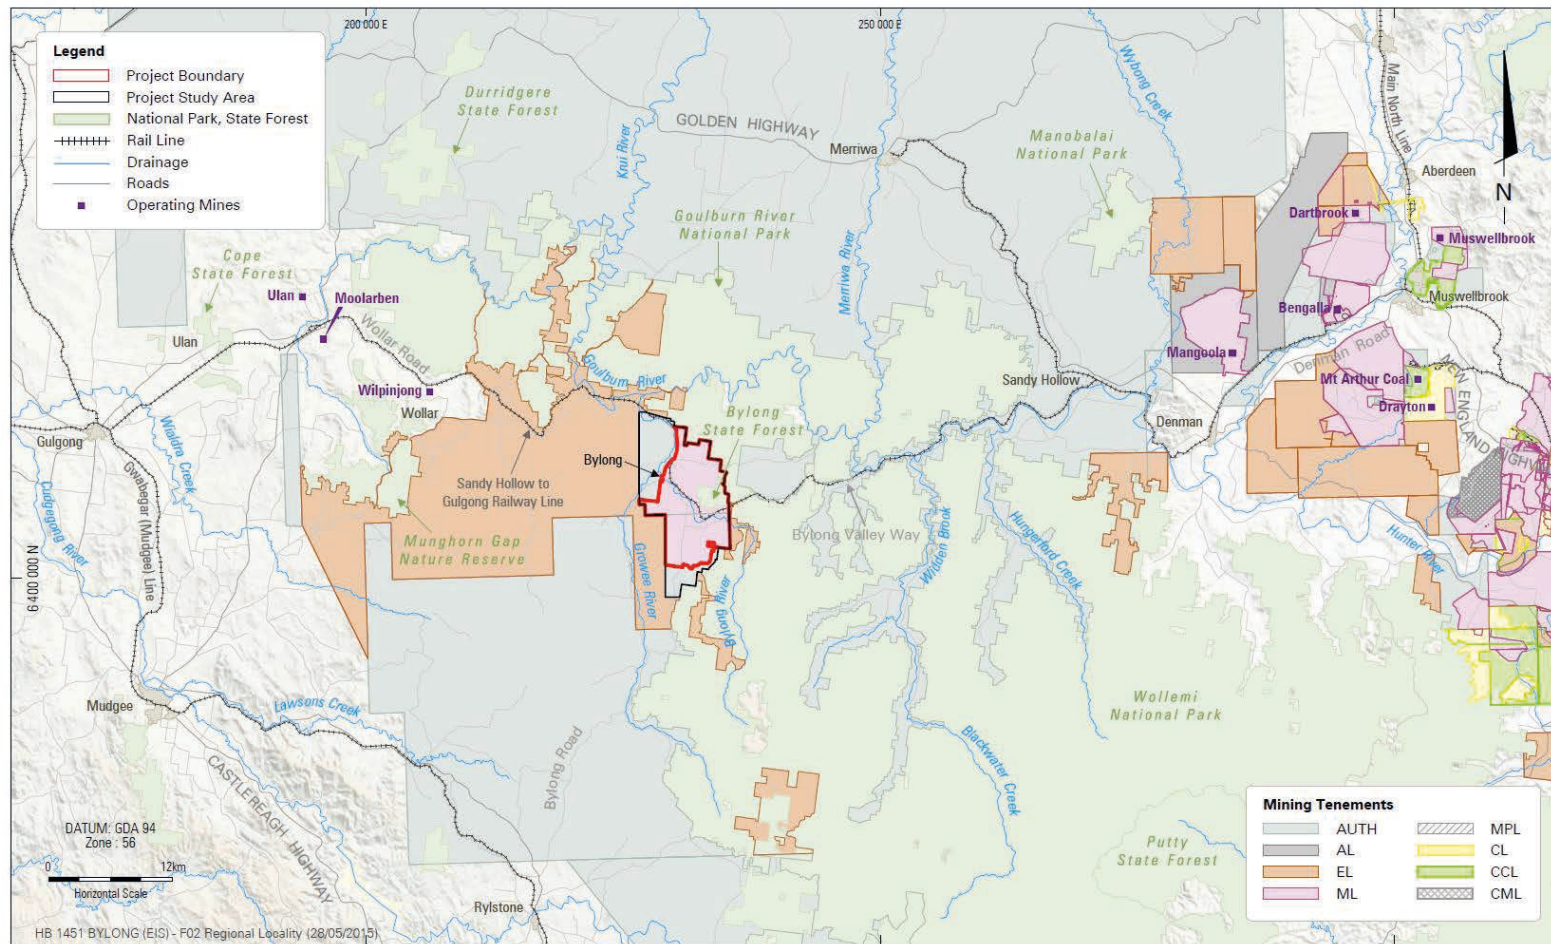 200 000 E
250 000 E
Legend
Project Boundary
Project Study Area
National Park, State Forest
Rail Line
Drainage
Roads
Operating Mines
Durridgere
State Forest
Krui River
GOLDEN HIGHWAY
Merriwa
Wybong Creek
Manobalai
National Park
Main North Line
Aberdeen
N
Dartbrook
Muswellbrook
Muswellbrook
Bengalla
Denman Road
Mangoola
Mt Arthur Coal
Drayton
NEW ENGLAND HIGHWAY
Goulburn River
National Park
Merriwa River
Cope
State Forest
Ulan
Moolarben
Wollar Road
Ulan
Wilpinjong
Wollar
Goulburn River
Sandy Hollow
Denman
Bylong
State Forest
Bylong
Gulgong
Wialdra Creek
Cudgegong River
Gwabegar (Mudgee) Line
Sandy Hollow to
Gulgong Railway Line
Munghorn Gap
Nature Reserve
Growee River
Bylong River
Bylong Valley Way
Widden Brook
Hungerford Creek
Hunter River
6 400 000 N
Mudgee
Lawsons Creek
CASTLEREAGH HIGHWAY
Bylong Road
Blackwater Creek
Wollemi
National Park
Putty
State Forest
Rylstone
DATUM: GDA 94
Zone : 56
0 12km
Horizontal Scale
HB 1451 BYLONG (EIS) - F02 Regional Locality (28/05/2015)
Mining Tenements
AUTH
AL
EL
ML
MPL
CL
CCL
CML